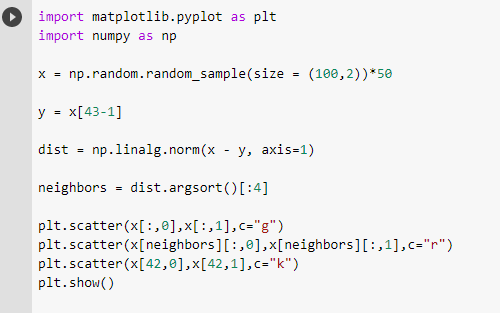 import matplotlib.pyplot as plt
import numpy as np
x = np.random.random_sample(size = (100,2))*50
y = x[43-1]
dist = np.linalg.norm(x - y, axis=1)
neighbors = dist.argsort()[:4]
plt.scatter(x[:,0],x[:,1],c="g")
plt.scatter(x[neighbors][:,0],x[neighbors][:,1],c="r")
plt.scatter(x[42,0],x[42,1],c="k")
plt.show()